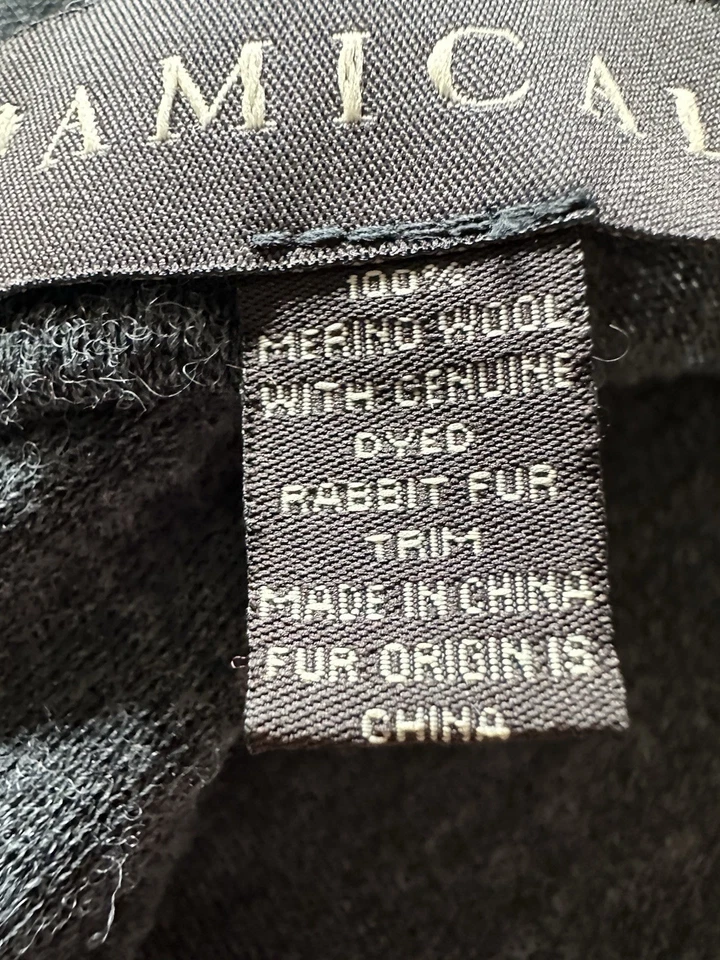 AMICA
100%
MERINO WOOL
WITH GENUINE
DYED
RABBIT FUR
TRIM
MADE IN CHINA
FUR ORIGIN IS
CHINA